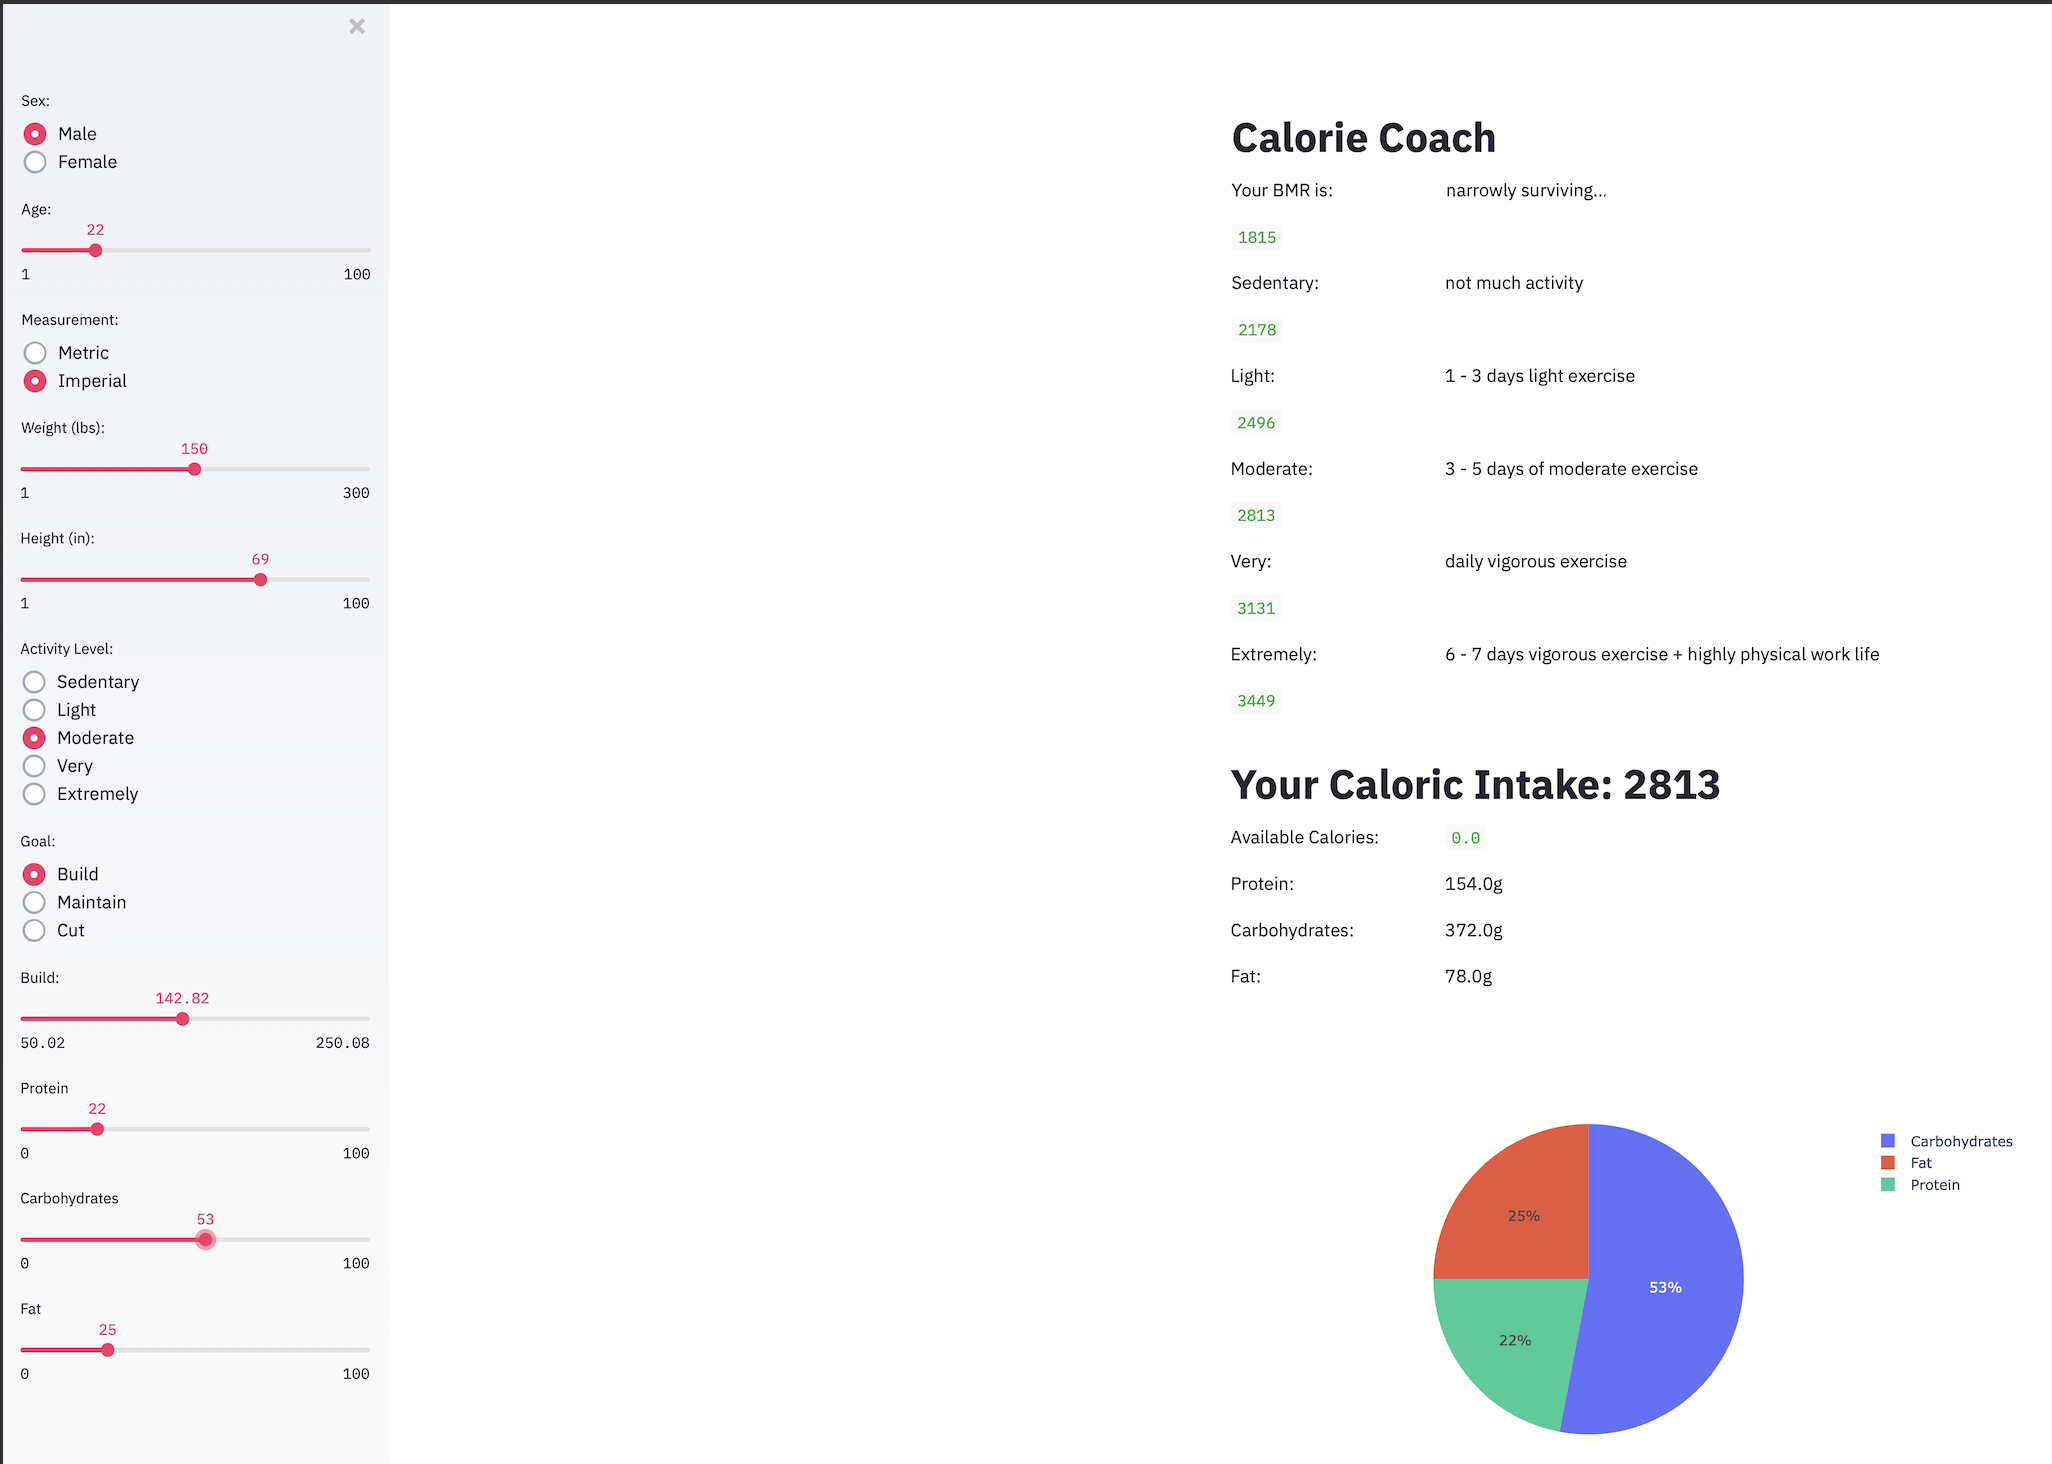 ×
Sex:
Male
Female
Age:
22
1 100
Measurement:
Metric
Imperial
Weight (lbs):
150
1 300
Height (in):
69
1 100
Activity Level:
Sedentary
Light
Moderate
Very
Extremely
Goal:
Build
Maintain
Cut
Build:
142.82
50.02 250.08
Protein
22
0 100
Carbohydrates
53
0 100
Fat
25
0 100
Calorie Coach
Your BMR is: narrowly surviving...
1815
Sedentary: not much activity
2178
Light: 1 - 3 days light exercise
2496
Moderate: 3 - 5 days of moderate exercise
2813
Very: daily vigorous exercise
3131
Extremely: 6 - 7 days vigorous exercise + highly physical work life
3449
Your Caloric Intake: 2813
Available Calories: 0.0
Protein: 154.0g
Carbohydrates: 372.0g
Fat: 78.0g
25%
53%
22%
Carbohydrates
Fat
Protein